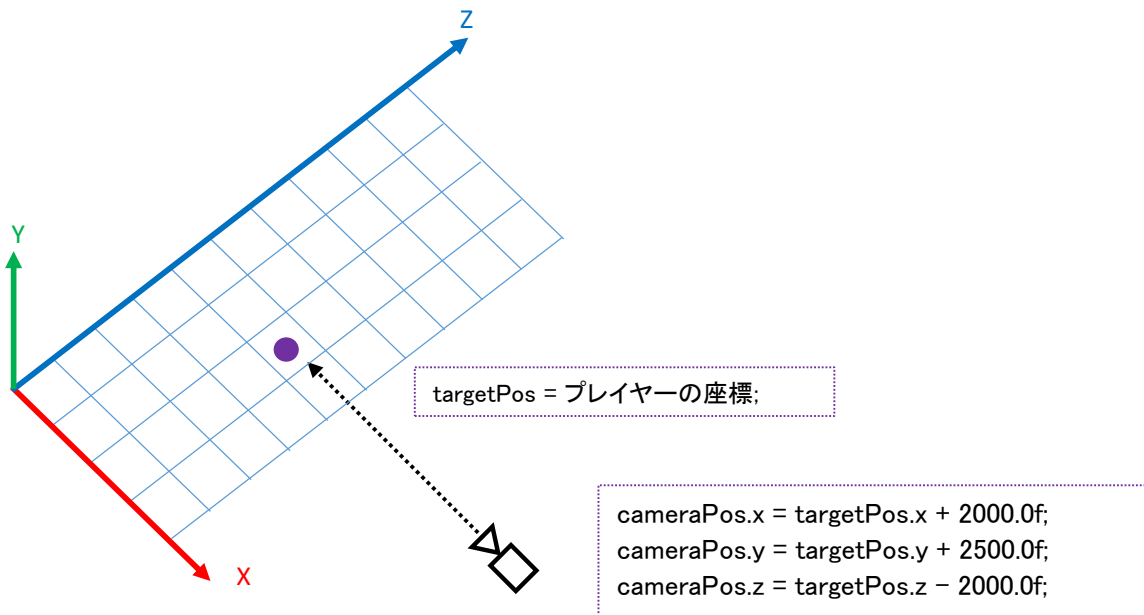 Z
Y
targetPos = プレイヤーの座標;
cameraPos.x = targetPos.x + 2000.0f;
cameraPos.y = targetPos.y + 2500.0f;
X
cameraPos.z = targetPos.z − 2000.0f;